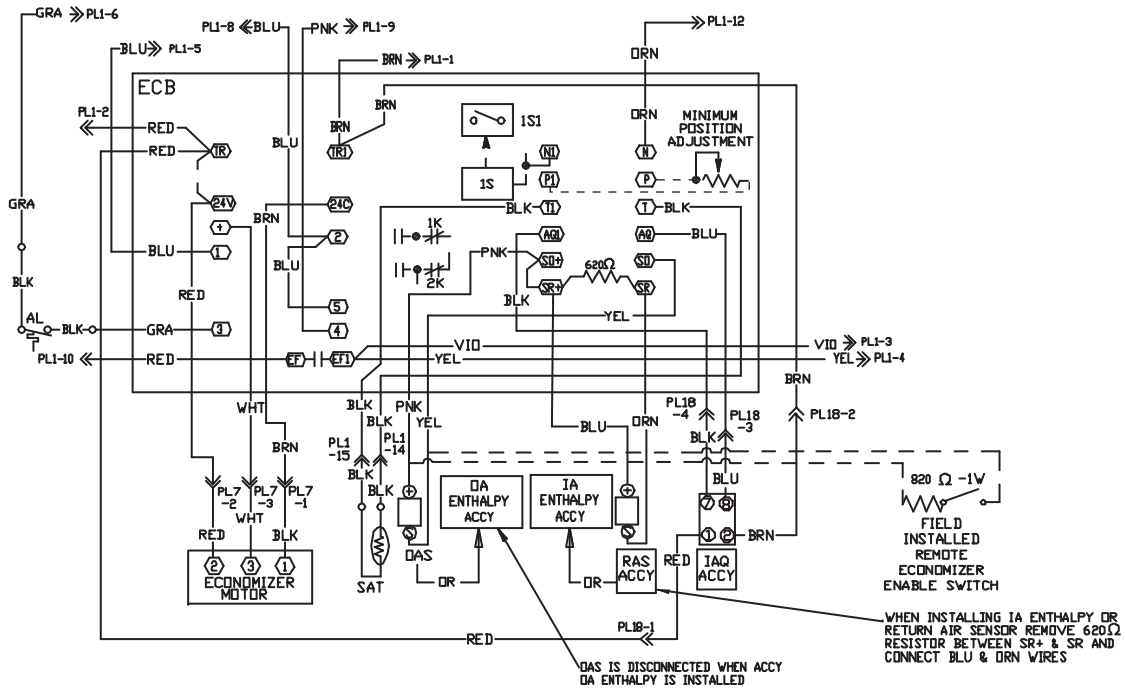 GRA PL1-6
PL1-8 BLU
PNK PL1-9
PL1-12
BLU PL1-5
BRN PL1-1
ORN
ECB
BRN
PL1-2
1S1
ORN
MINIMUM
POSITION
ADJUSTMENT
RED
BRN
BLU
RED
TR
TR1
N1
N
1S
P1
P
GRA
24V
BRN
24C
BLK
T1
T
BLK
+
1K
2
AQ1
AQ
BLU
BLU
1
PNK
SO+
SO
BLU
620Ω
2K
BLK
RED
SR+
SR
BLK
5
YEL
AL
BLK
GRA
3
4
VIO
VIO PL1-3
PL1-10
RED
EF
EF1
YEL
YEL PL1-4
BRN
WHT
BLK
PNK
YEL
PL18
-4
PL18
-3
PL18-2
BLK
ORN
BLU
BLK
BRN
PL1
-15
PL1
-14
BLK
BLK
BLU
820 Ω -1W
PL7
-2
PL7
-3
PL7
-1
+
OA
ENTHALPY
ACCY
IA
ENTHALPY
ACCY
+
7
8
RED
WHT
BLK
S
S
1
2
BRN
FIELD
INSTALLED
REMOTE
ECONOMIZER
ENABLE SWITCH
OAS
RED
2
3
1
ECONOMIZER
MOTOR
SAT
OR
OR
RAS
ACCY
IAQ
ACCY
WHEN INSTALLING IA ENTHALPY OR
RETURN AIR SENSOR REMOVE 620Ω
RESISTOR BETWEEN SR+ & SR AND
CONNECT BLU & ORN WIRES
PL18-1
RED
OAS IS DISCONNECTED WHEN ACCY
OA ENTHALPY IS INSTALLED